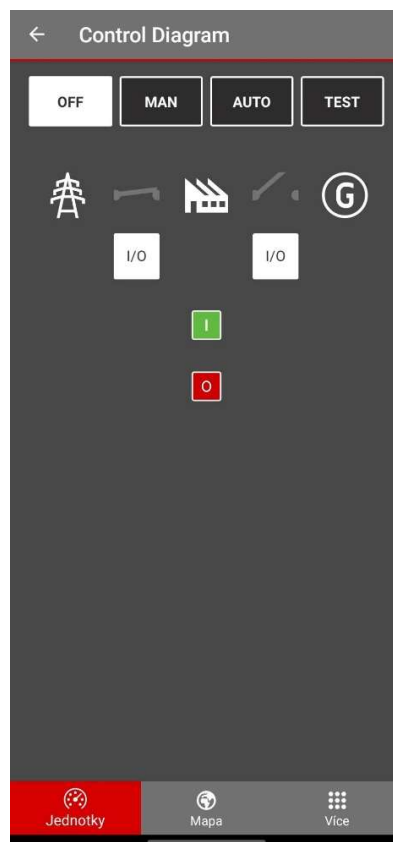 Control Diagram
OFF MAN AUTO TEST
G
I/O I/O
I
O
Jednotky Mapa Více